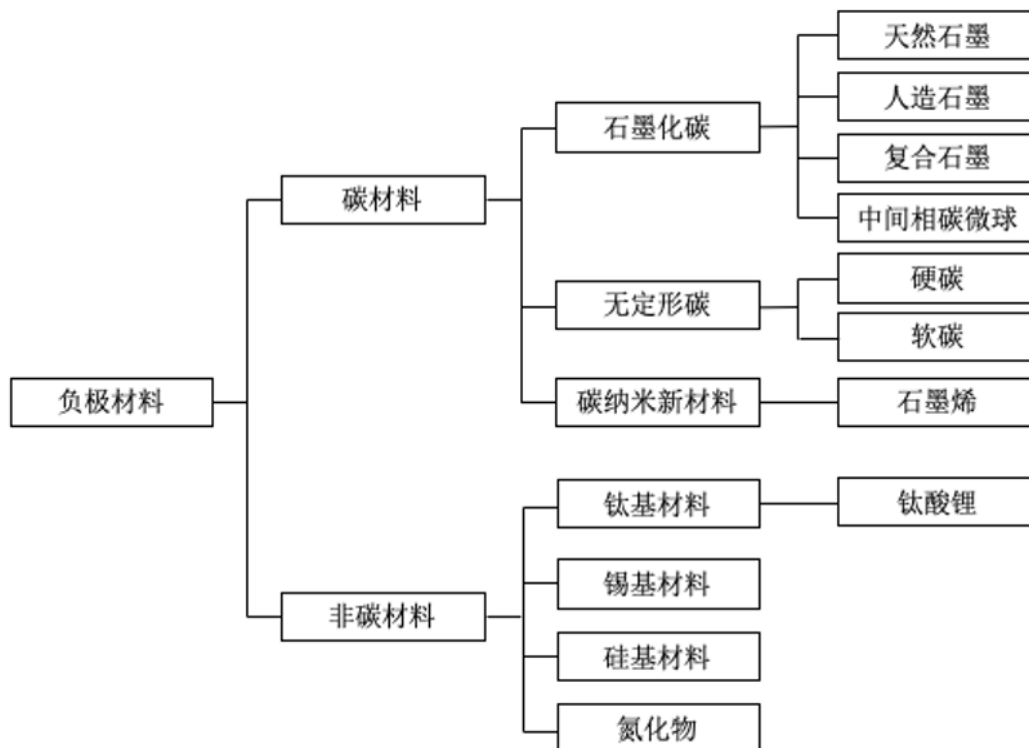 天然石墨
人造石墨
石墨化碳
复合石墨
碳材料
中间相碳微球
硬碳
无定形碳
软碳
负极材料
碳纳米新材料
石墨烯
钛基材料
钛酸锂
锡基材料
非碳材料
硅基材料
氮化物